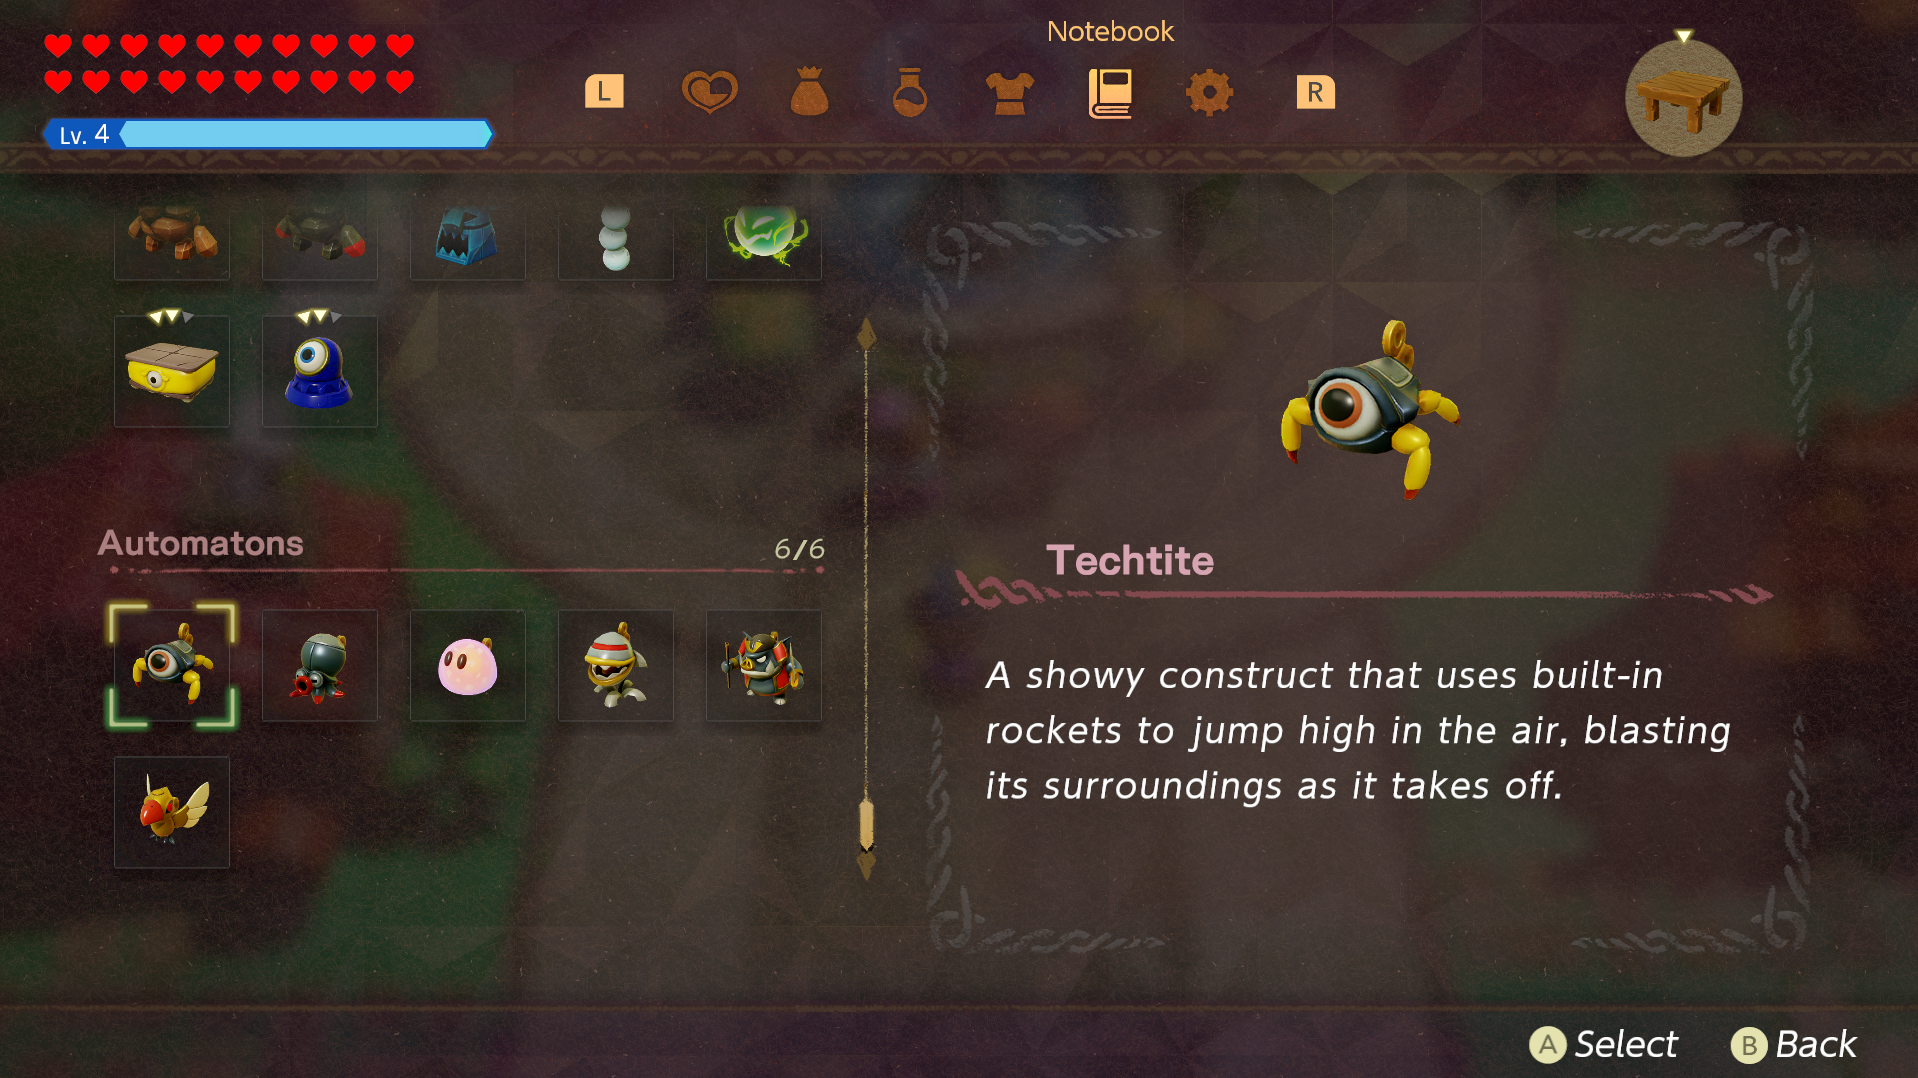 Notebook
L
R
Lv. 4
Automatons
6/6
Techtite
A showy construct that uses built-in
rockets to jump high in the air, blasting
its surroundings as it takes off.
A Select
B Back